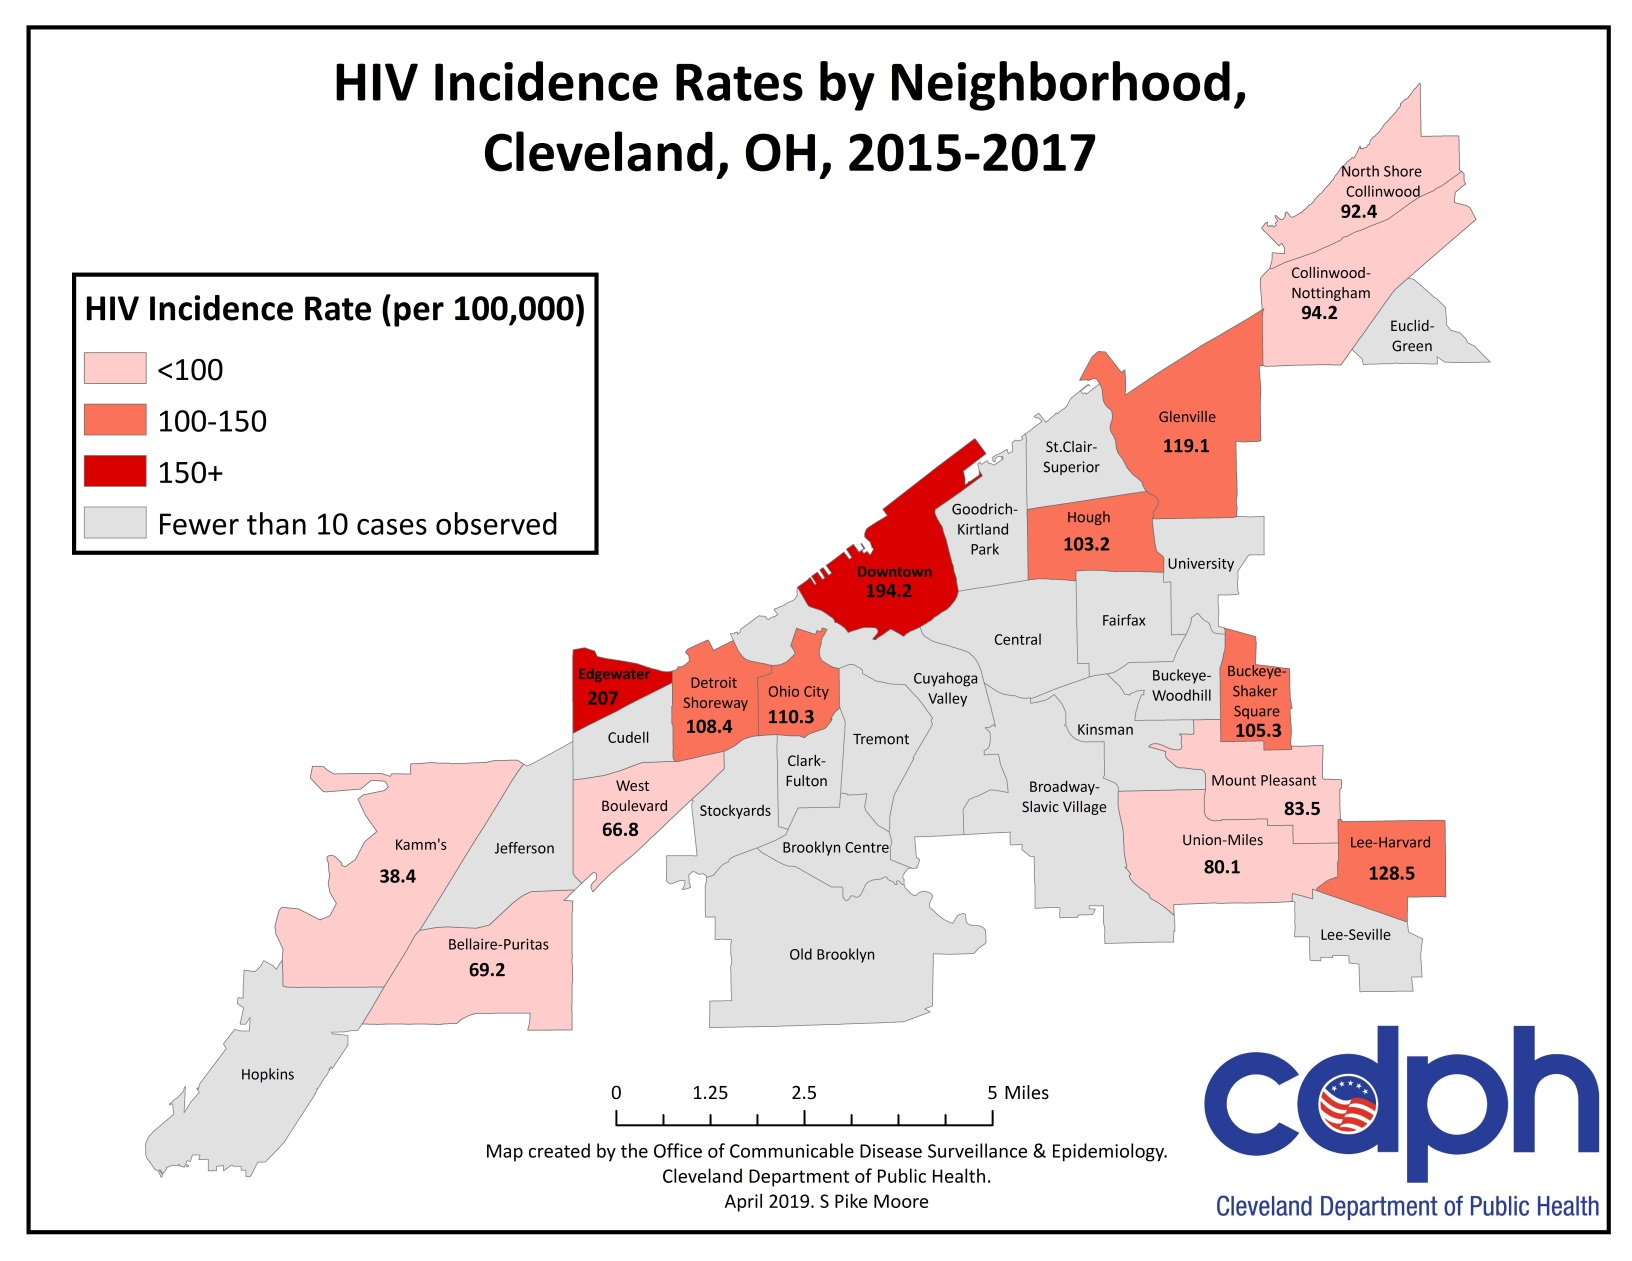 HIV Incidence Rates by Neighborhood,
Cleveland, OH, 2015-2017
HIV Incidence Rate (per 100,000)
<100
100-150
150+
Fewer than 10 cases observed
North Shore
Collinwood
92.4
Collinwood-
Nottingham
94.2
Euclid-
Green
Glenville
119.1
St.Clair-
Superior
Goodrich-
Kirtland
Park
Hough
103.2
University
Downtown
194.2
Fairfax
Central
Edgewater
207
Detroit
Shoreway
108.4
Ohio City
110.3
Cuyahoga
Valley
Buckeye-
Woodhill
Buckeye-
Shaker
Square
105.3
Cudell
Tremont
Kinsman
Clark-
Fulton
West
Boulevard
66.8
Stockyards
Broadway-
Slavic Village
Mount Pleasant
83.5
Kamm's
38.4
Jefferson
Brooklyn Centre
Union-Miles
80.1
Lee-Harvard
128.5
Bellaire-Puritas
69.2
Old Brooklyn
Lee-Seville
Hopkins
0 1.25 2.5 5 Miles
Map created by the Office of Communicable Disease Surveillance & Epidemiology.
Cleveland Department of Public Health.
April 2019. S Pike Moore
cdph
Cleveland Department of Public Health